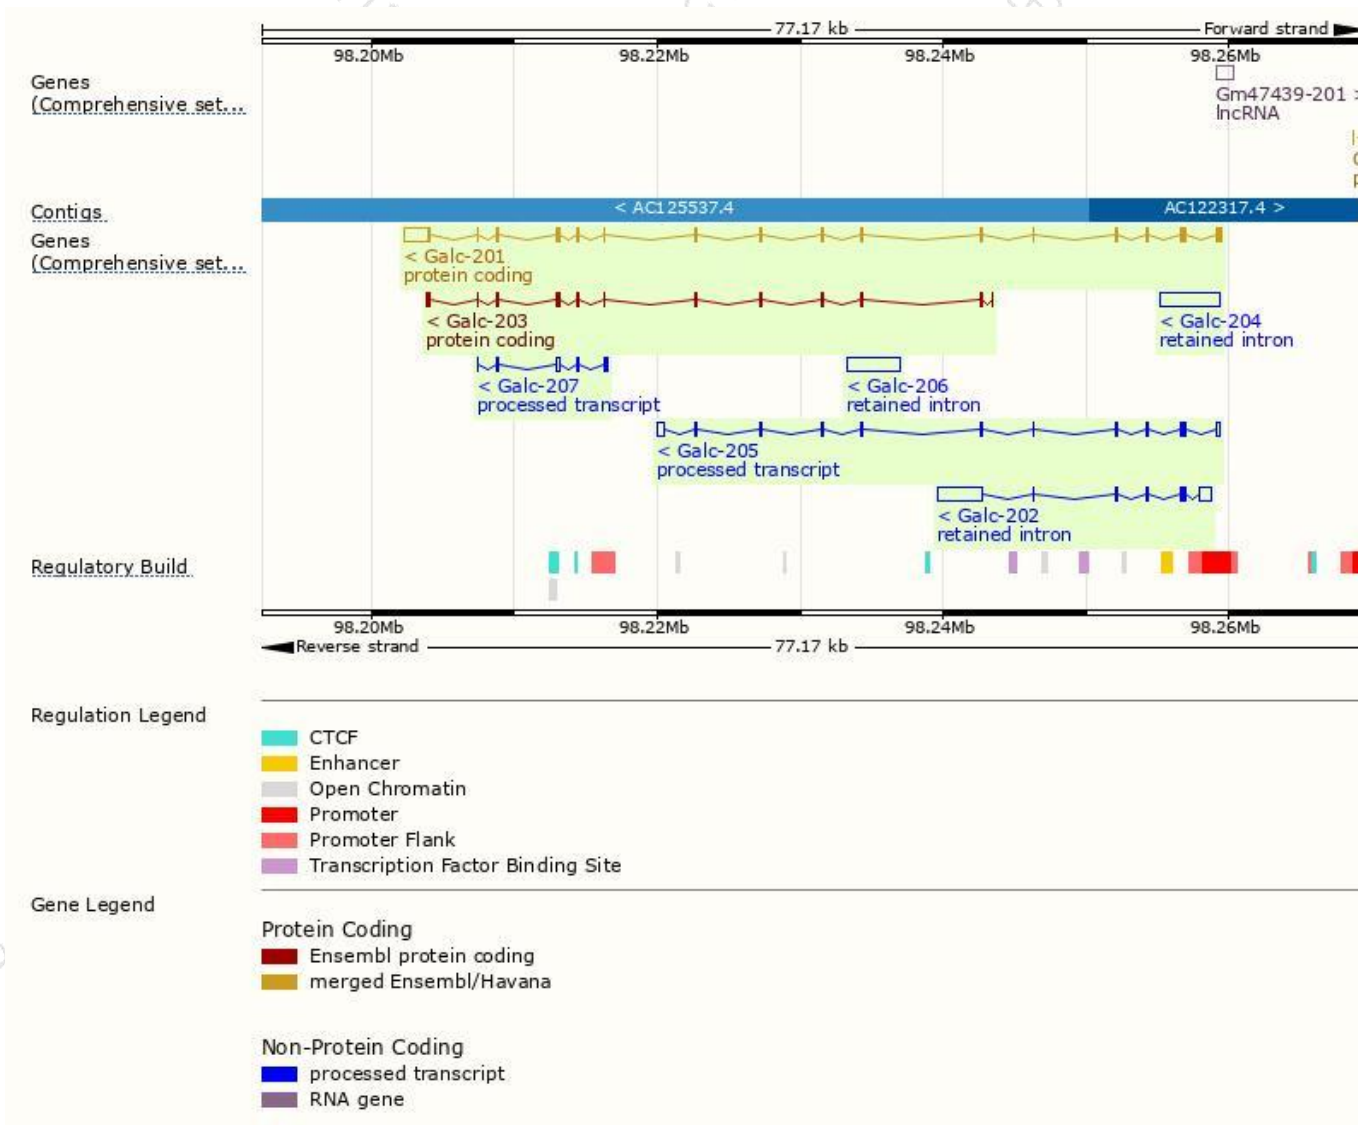 77.17 kb Forward strand
98.20Mb 98.22Mb 98.24Mb 98.26Mb
Genes
(Comprehensive set...
Gm47439-201 >
lncRNA
Contigs
< AC125537.4 AC122317.4 >
Genes
(Comprehensive set...
< Galc-201
protein coding
< Galc-203 < Galc-204
protein coding retained intron
< Galc-207 < Galc-206
processed transcript retained intron
< Galc-205
processed transcript
< Galc-202
retained intron
Regulatory Build
98.20Mb 98.22Mb 98.24Mb 98.26Mb
Reverse strand 77.17 kb
Regulation Legend
CTCF
Enhancer
Open Chromatin
Promoter
Promoter Flank
Transcription Factor Binding Site
Gene Legend
Protein Coding
Ensembl protein coding
merged Ensembl/Havana
Non-Protein Coding
processed transcript
RNA gene